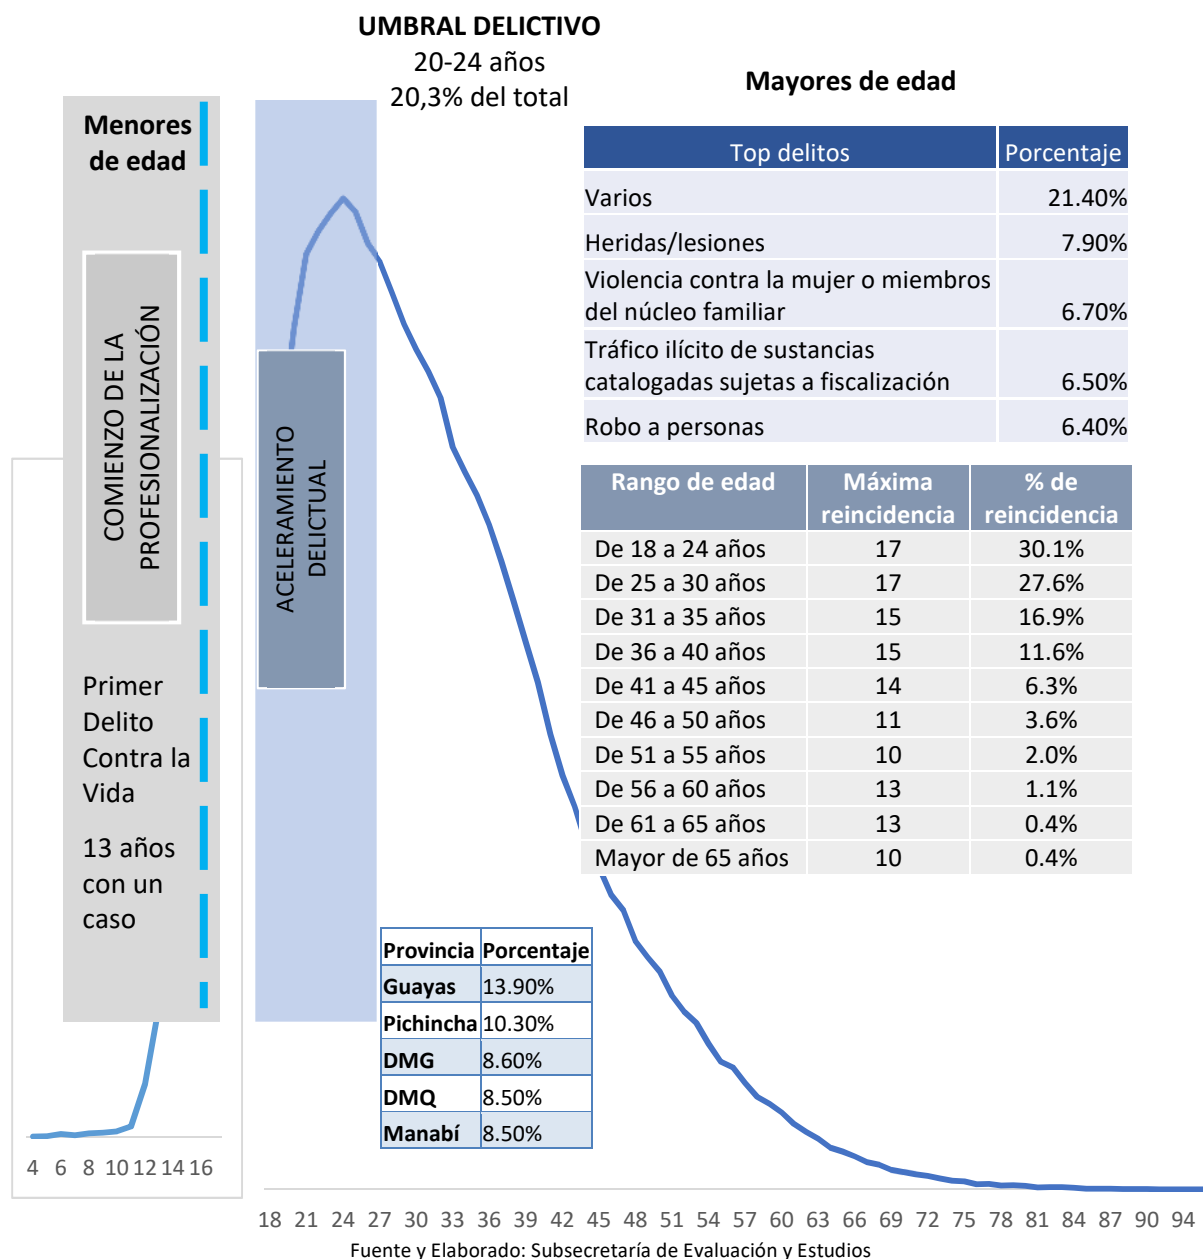 UMBRAL DELICTIVO
20-24 años
20,3% del total
Menores
de edad
COMIENZO DE LA
PROFESIONALIZACIÓN
Primer
Delito
Contra la
Vida
13 años
con un
caso
4 6 8 10 12 14 16
ACELERAMIENTO
DELICTUAL
Mayores de edad
Top delitos Porcentaje
Varios 21.40%
Heridas/lesiones 7.90%
Violencia contra la mujer o miembros
del núcleo familiar 6.70%
Tráfico ilícito de sustancias
catalogadas sujetas a fiscalización 6.50%
Robo a personas 6.40%
Rango de edad Máxima % de
reincidencia reincidencia
De 18 a 24 años 17 30.1%
De 25 a 30 años 17 27.6%
De 31 a 35 años 15 16.9%
De 36 a 40 años 15 11.6%
De 41 a 45 años 14 6.3%
De 46 a 50 años 11 3.6%
De 51 a 55 años 10 2.0%
De 56 a 60 años 13 1.1%
De 61 a 65 años 13 0.4%
Mayor de 65 años 10 0.4%
Provincia Porcentaje
Guayas 13.90%
Pichincha 10.30%
DMG 8.60%
DMQ 8.50%
Manabí 8.50%
18 21 24 27 30 33 36 39 42 45 48 51 54 57 60 63 66 69 72 75 78 81 84 87 90 94
Fuente y Elaborado: Subsecretaría de Evaluación y Estudios